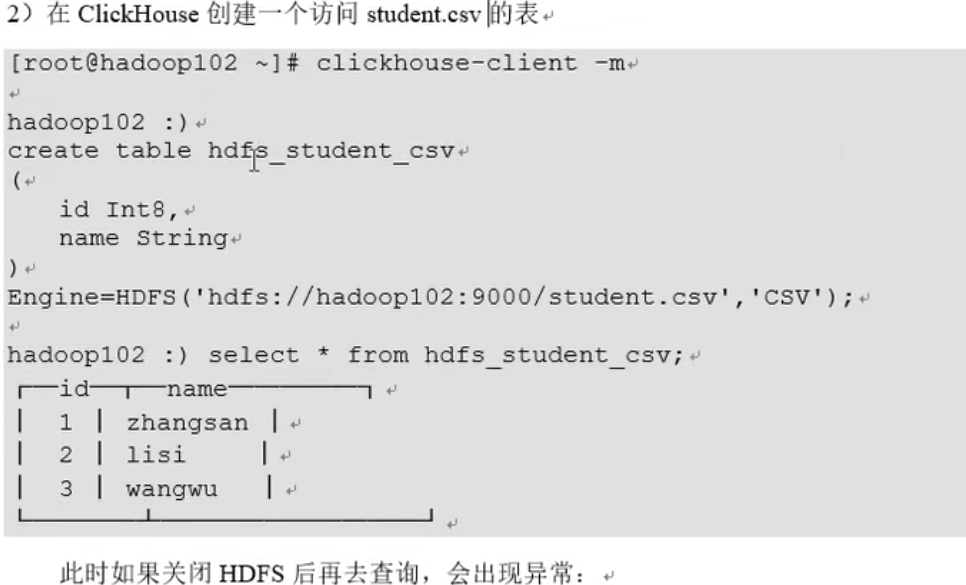 2）在 ClickHouse 创建一个访问 student.csv 的表
[root@hadoop102 ~]# clickhouse-client -m
hadoop102 :)
create table hdfs_student_csv
(
    id Int8,
    name String
)
Engine=HDFS('hdfs://hadoop102:9000/student.csv','CSV');
hadoop102 :) select * from hdfs_student_csv;
┌──id──┬──name─────────┐
│  1 │ zhangsan │
│  2 │ lisi     │
│  3 │ wangwu   │
└────────┴──────────────────┘
此时如果关闭 HDFS 后再去查询，会出现异常：